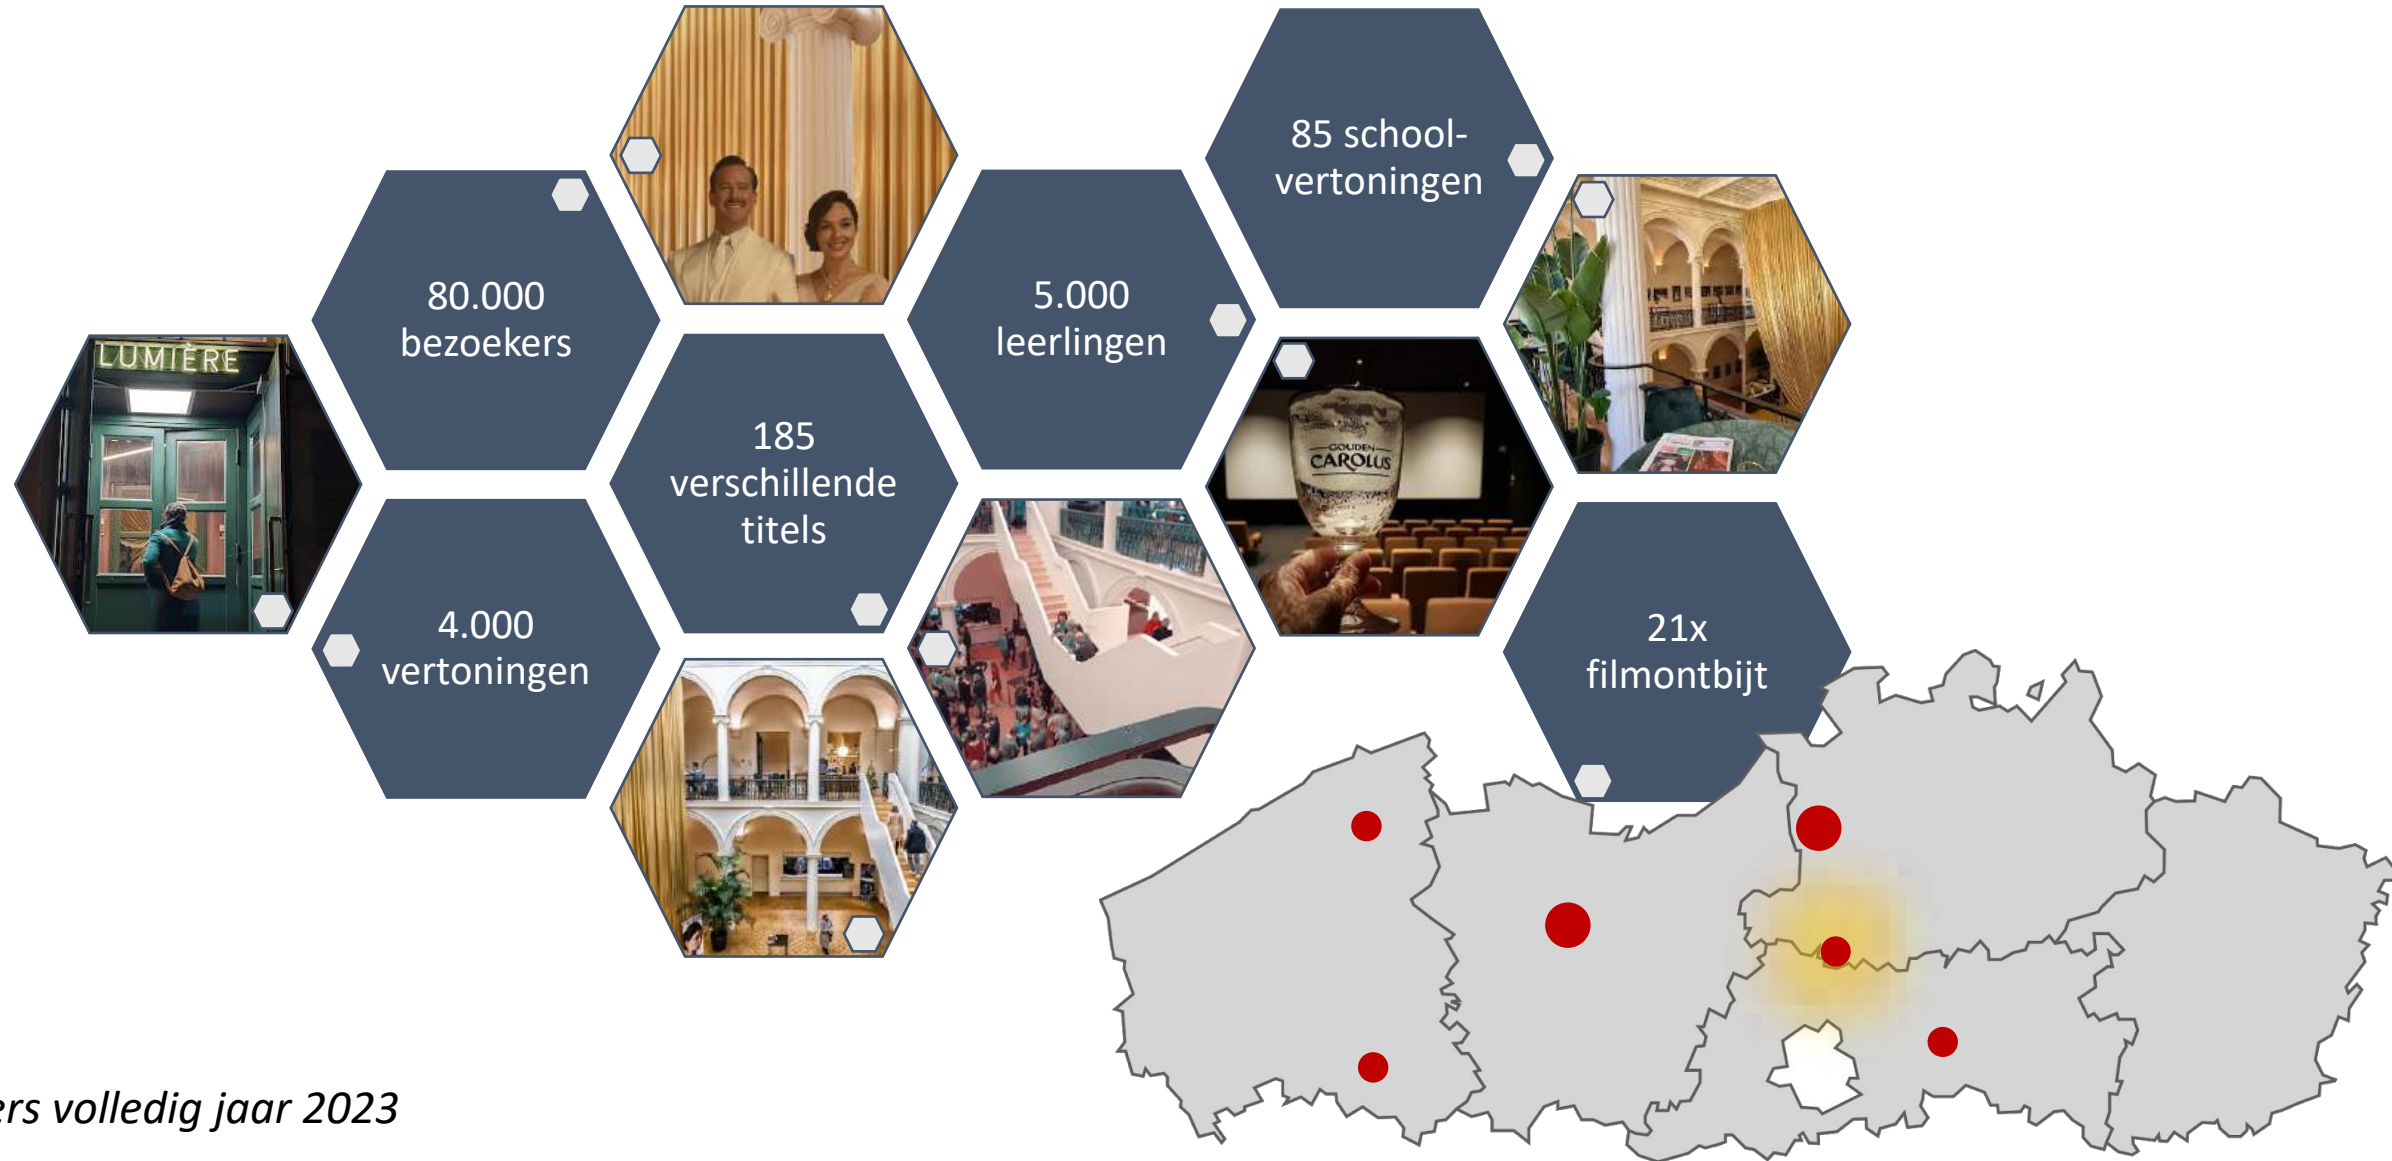 LUMIÈRE
80.000
bezoekers
4.000
vertoningen
185
verschillende
titels
5.000
leerlingen
85 school-
vertoningen
GOUDEN
CAROLUS
21x
filmontbijt
ers volledig jaar 2023